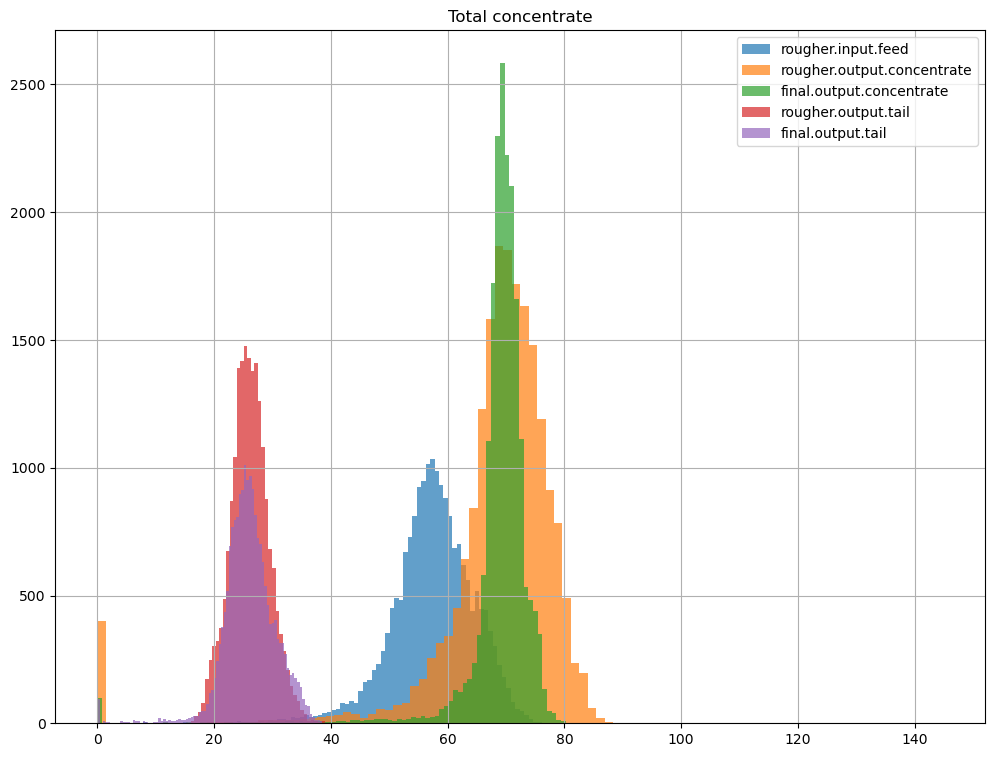 Total concentrate
rougher.input.feed
rougher.output.concentrate
final.output.concentrate
rougher.output.tail
final.output.tail
2500
2000
1500
1000
500
0
0 20 40 60 80 100 120 140